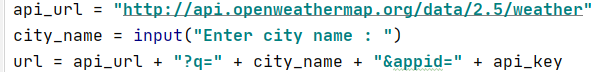 api_url = "http://api.openweathermap.org/data/2.5/weather"
city_name = input("Enter city name : ")
url = api_url + "?q=" + city_name + "&appid=" + api_key